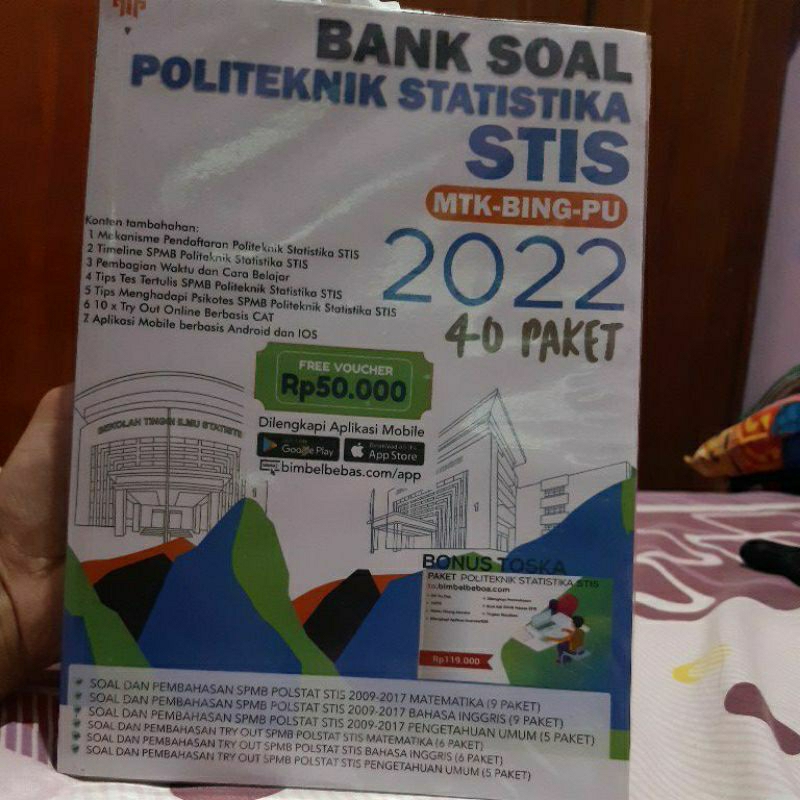 BANK SOAL
POLITEKNIK STATISTIKA
STIS
MTK-BING-PU
2022
40 PAKET
Konten tambahahan:
1 Mekanisme Pendaftaran Politeknik Statistika STIS
2 Timeline SPMB Politeknik Statistika STIS
3 Pembagian Waktu dan Cara Belajar
4 Tips Tes Tertulis SPMB Politeknik Statistika STIS
5 Tips Menghadapi Psikotes SPMB Politeknik Statistika STIS
6 10 x Try Out Online Berbasis CAT
7 Aplikasi Mobile berbasis Android dan IOS
FREE VOUCHER
Rp50.000
Dilengkapi Aplikasi Mobile
Google Play
App Store
bimbelbebas.com/app
SEKOLAH TINGGI ILMU STATISTI
BONUS TOSKA
PAKET POLITEKNIK STATISTIKA STIS
Rp119.000
SOAL DAN PEMBAHASAN SPMB POLSTAT STIS 2009-2017 MATEMATIKA (9 PAKET)
SOAL DAN PEMBAHASAN SPMB POLSTAT STIS 2009-2017 BAHASA INGGRIS (9 PAKET)
SOAL DAN PEMBAHASAN SPMB POLSTAT STIS 2009-2017 PENGETAHUAN UMUM (5 PAKET)
SOAL DAN PEMBAHASAN TRY OUT SPMB POLSTAT STIS MATEMATIKA (6 PAKET)
SOAL DAN PEMBAHASAN TRY OUT SPMB POLSTAT STIS BAHASA INGGRIS (6 PAKET)
SOAL DAN PEMBAHASAN TRY OUT SPMB POLSTAT STIS PENGETAHUAN UMUM (5 PAKET)